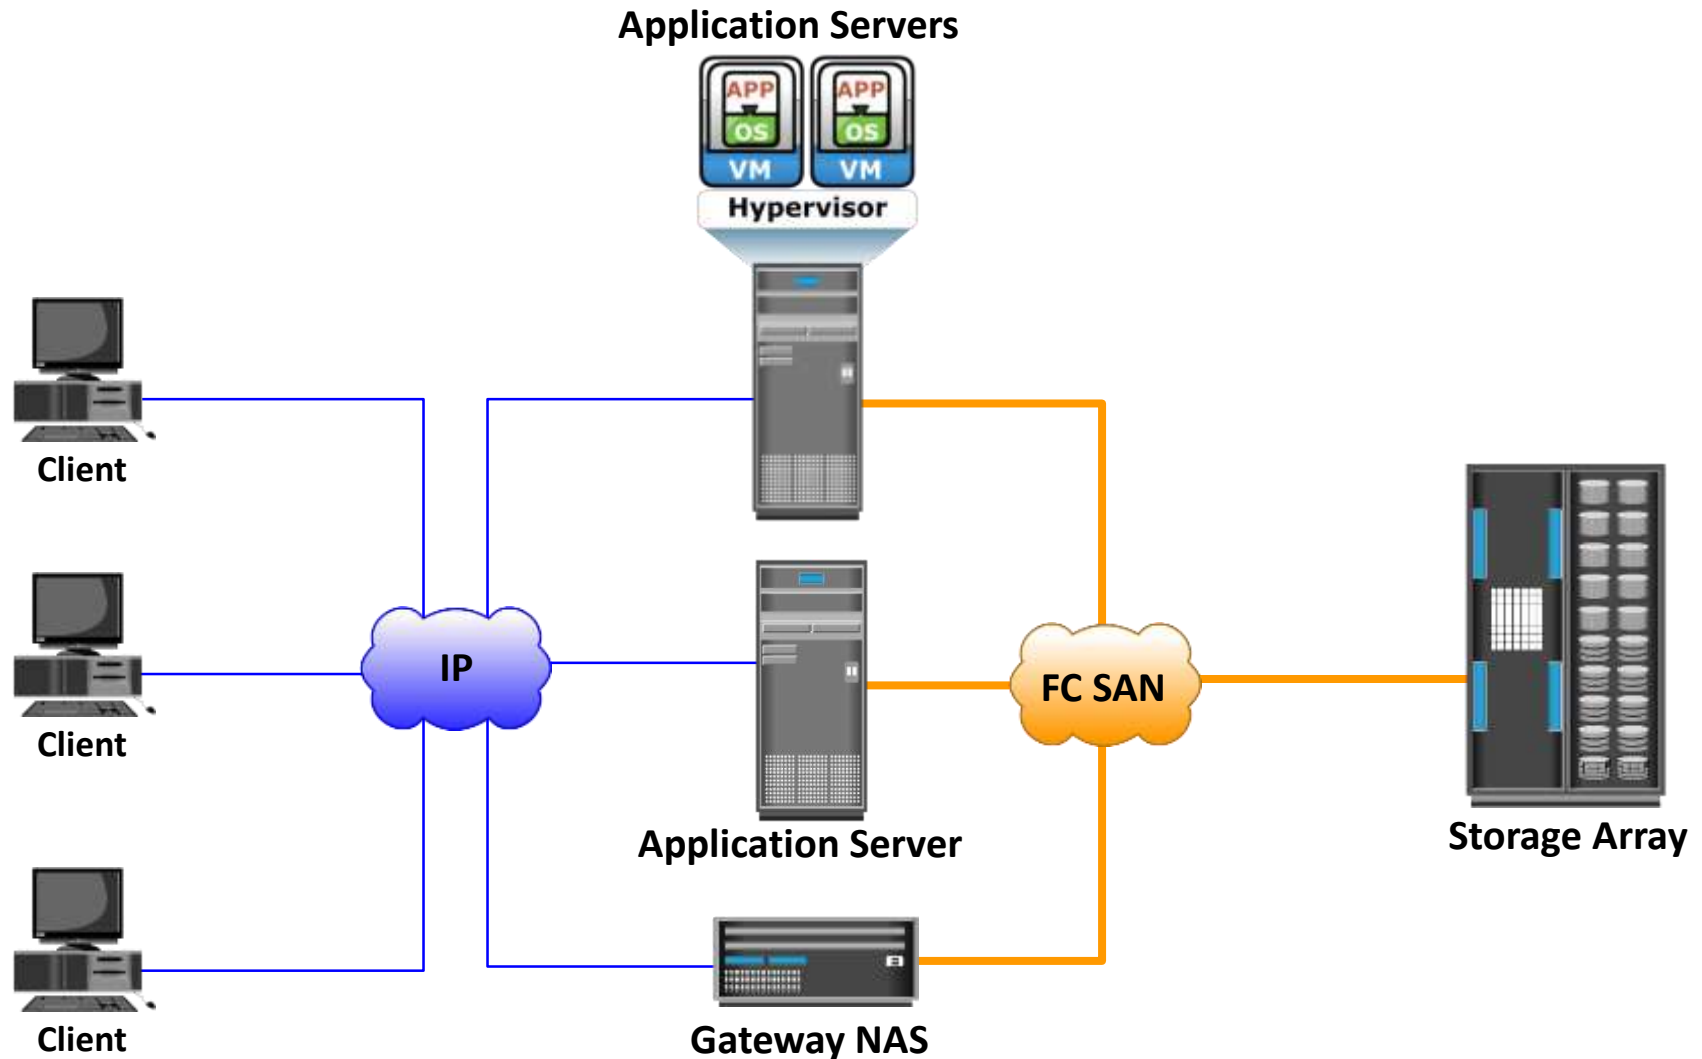 Application Servers
APP
APP
OS
OS
VM
VM
Hypervisor
Client
Client
Client
IP
Application Server
Gateway NAS
FC SAN
Storage Array